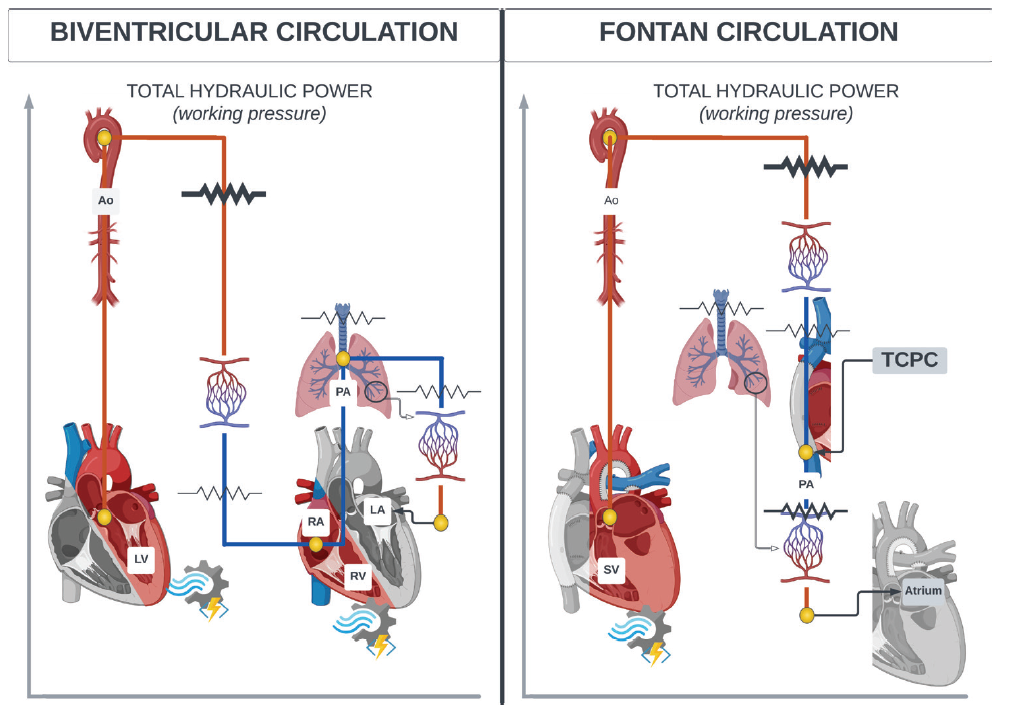 BIVENTRICULAR CIRCULATION
TOTAL HYDRAULIC POWER
(working pressure)
Ao
PA
LA
RA
LV
RV
FONTAN CIRCULATION
TOTAL HYDRAULIC POWER
(working pressure)
Ao
TCPC
PA
SV
Atrium